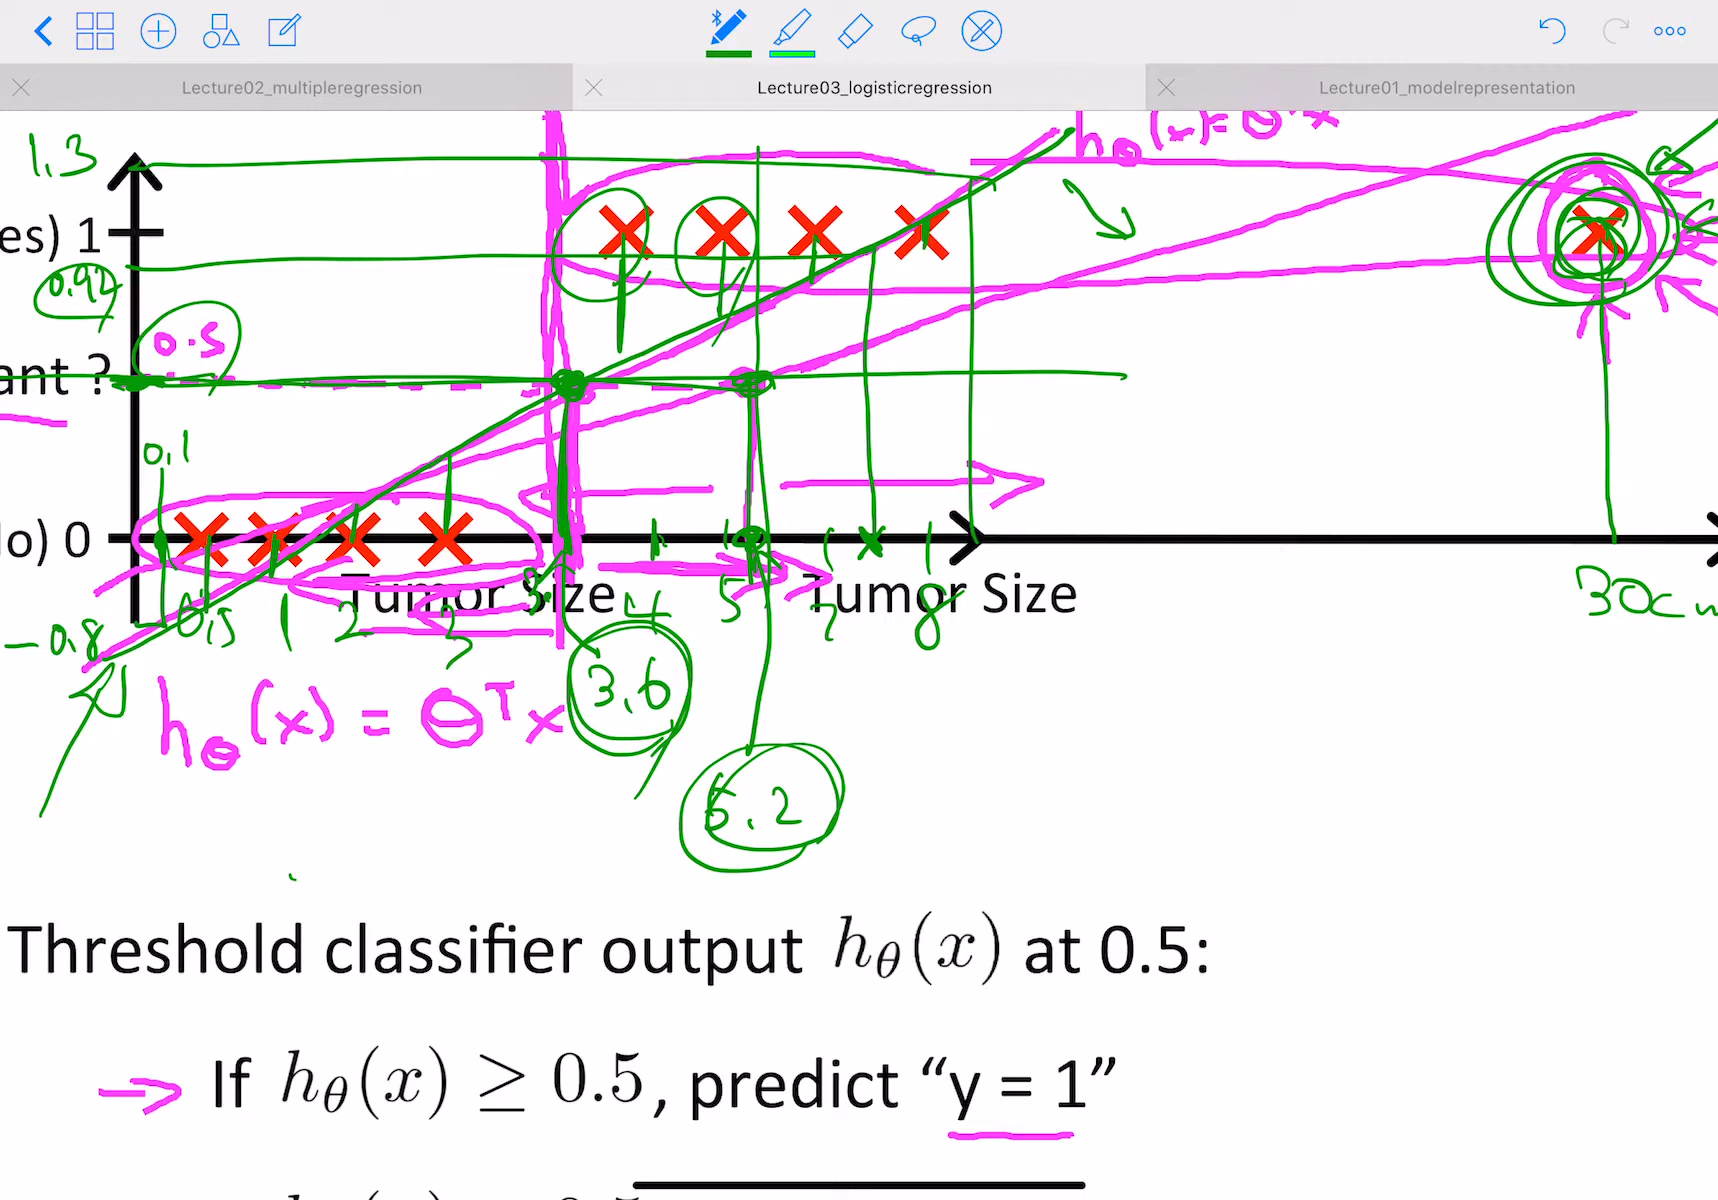 Lecture02_multipleregression
Lecture03_logisticregression
Lecture01_modelrepresentation
hθ(x)=θᵀx
1,3
es) 1
0.92
0.5
ant ?
0,1
lo) 0
Tumor Size
Tumor Size
-0,8
0,5 1 2 3 4 5 7 8
30cm
3,6
hθ(x) = θᵀx
5,2
Threshold classifier output hθ(x) at 0.5:
If hθ(x) ≥ 0.5, predict “y = 1”